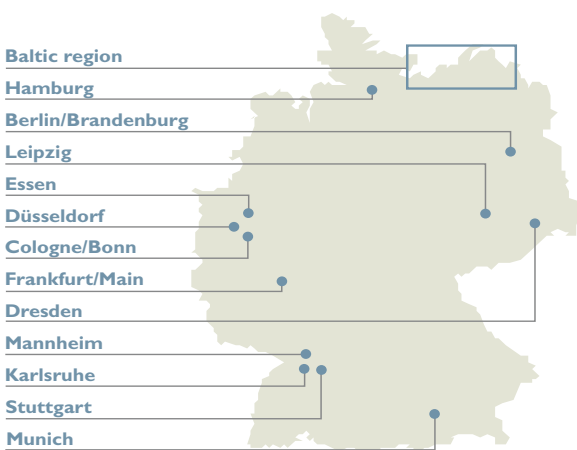 Baltic region
Hamburg
Berlin/Brandenburg
Leipzig
Essen
Düsseldorf
Cologne/Bonn
Frankfurt/Main
Dresden
Mannheim
Karlsruhe
Stuttgart
Munich